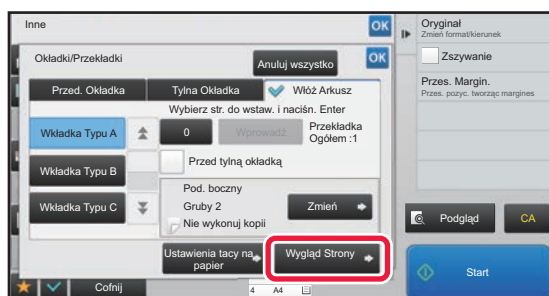 Inne
OK
Okładki/Przekładki
Anuluj wszystko
OK
Przed. Okładka
Tylna Okładka
Włóż Arkusz
Wybierz str. do wstaw. i naciśn. Enter
Wkładka Typu A
0
Wprowadź
Przekładka
Ogółem :1
Przed tylną okładką
Wkładka Typu B
Wkładka Typu C
Pod. boczny
Gruby 2
Nie wykonuj kopii
Zmień
Ustawienia tacy na
papier
Wygląd Strony
Cofnij
4 A4
Oryginał
Zmień format/kierunek
Zszywanie
Przes. Margin.
Przes. pozyc. tworząc margines
Podgląd
CA
Start